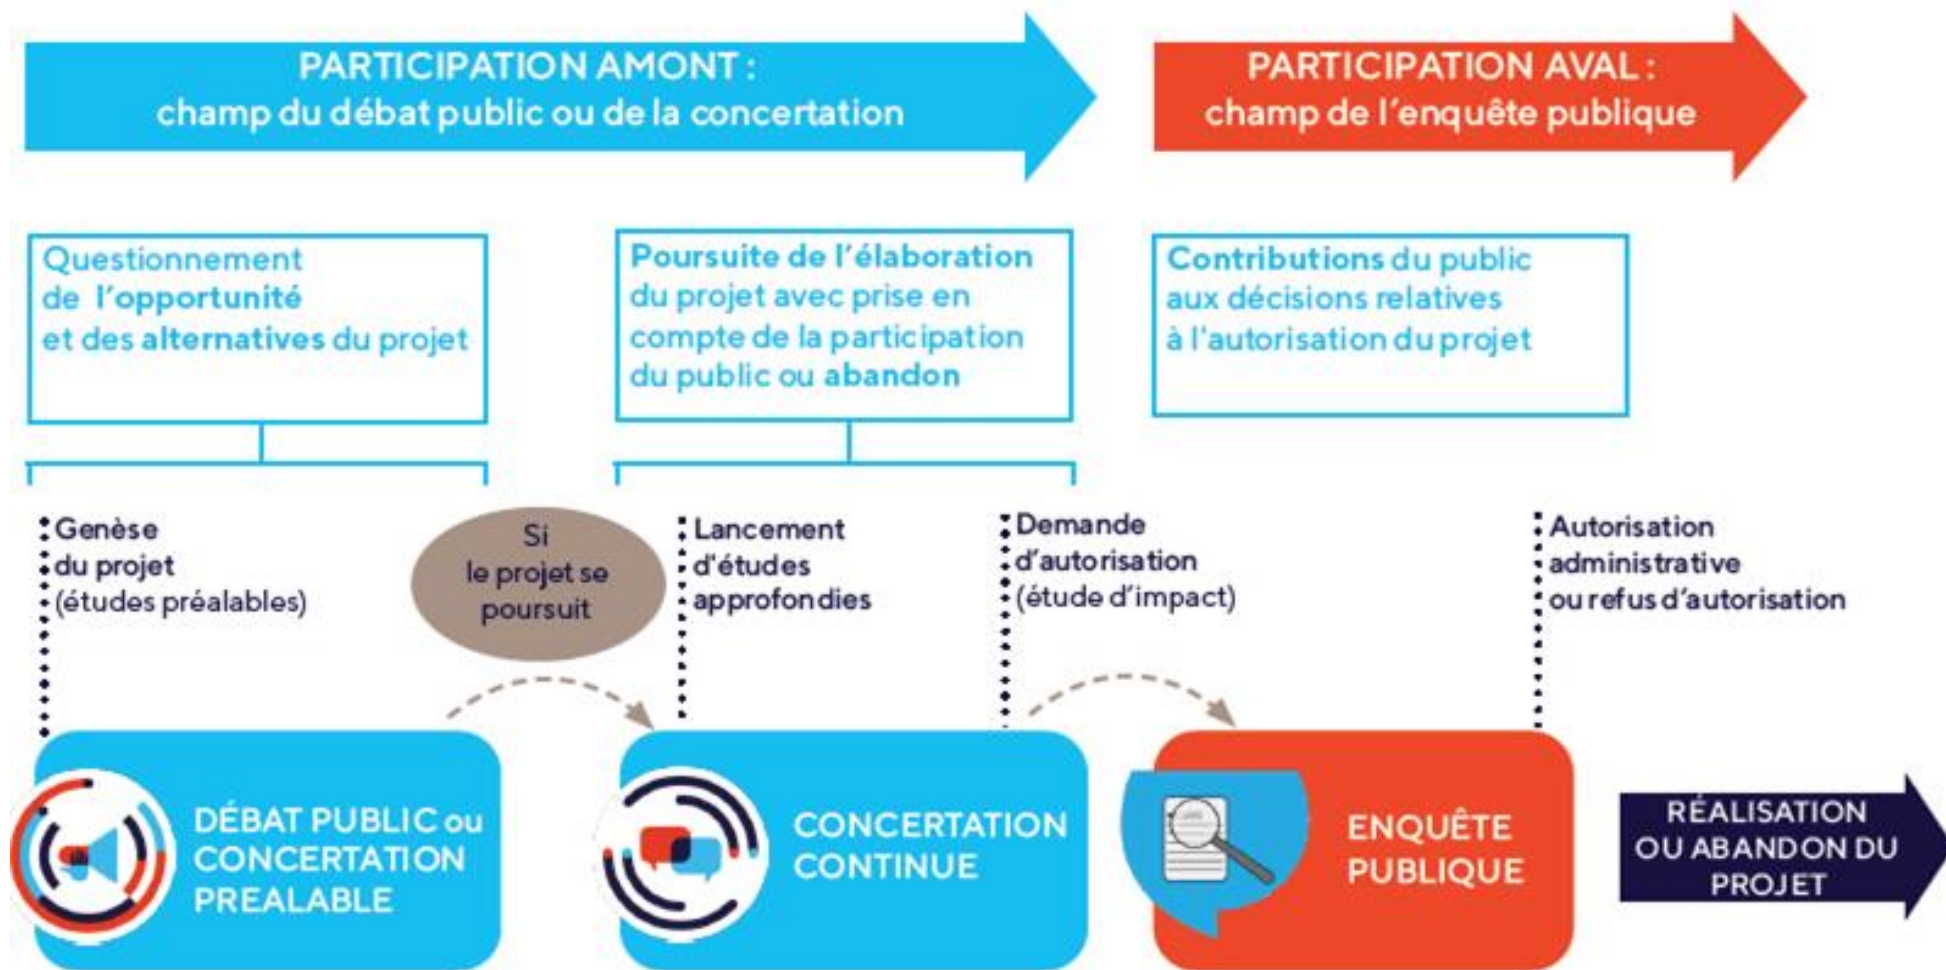 PARTICIPATION AMONT :
champ du débat public ou de la concertation
PARTICIPATION AVAL :
champ de l'enquête publique
Questionnement
de l'opportunité
et des alternatives du projet
Poursuite de l'élaboration
du projet avec prise en
compte de la participation
du public ou abandon
Contributions du public
aux décisions relatives
à l'autorisation du projet
Genèse
du projet
(études préalables)
Si
le projet se
poursuit
Lancement
d'études
approfondies
Demande
d'autorisation
(étude d'impact)
Autorisation
administrative
ou refus d'autorisation
DÉBAT PUBLIC ou
CONCERTATION
PREALABLE
CONCERTATION
CONTINUE
ENQUÊTE
PUBLIQUE
RÉALISATION
OU ABANDON DU
PROJET